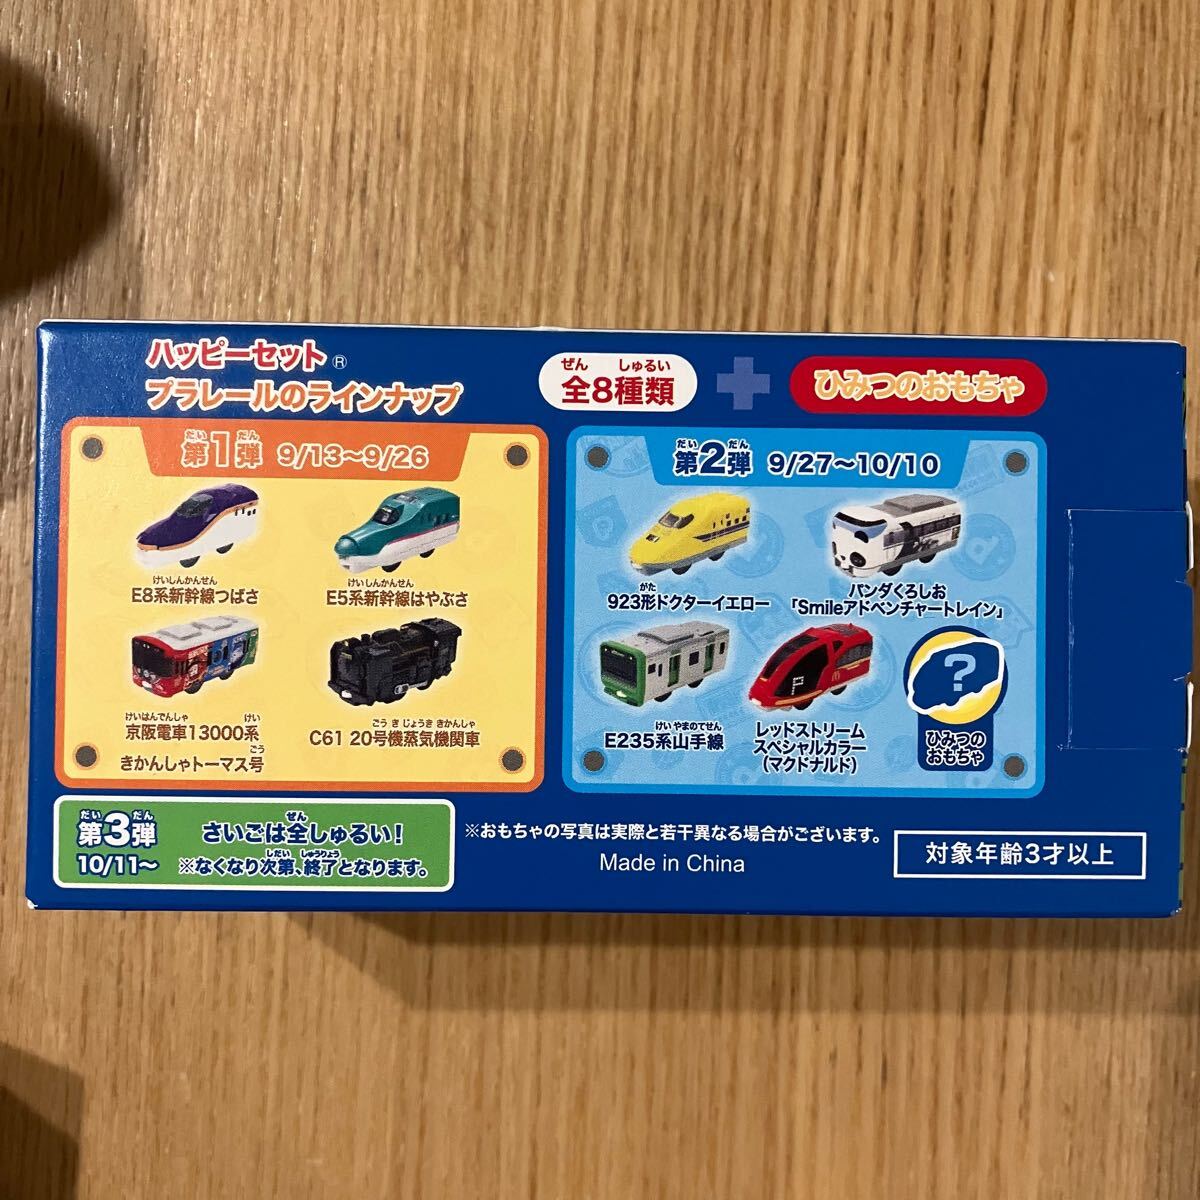 ハッピーセット®
プラレールのラインナップ
ぜん しゅるい
全8種類
ひみつのおもちゃ
だい だん
第1弾 9/13〜9/26
けいしんかんせん
E8系新幹線つばさ
けいしんかんせん
E5系新幹線はやぶさ
けいはんでんしゃ けい
京阪電車13000系
ごう
きかんしゃトーマス号
ごう き じょうき きかんしゃ
C61 20号機蒸気機関車
だい だん
第2弾 9/27〜10/10
がた
923形ドクターイエロー
パンダくろしお
「Smileアドベンチャートレイン」
けい やまのてせん
E235系山手線
P
レッドストリーム
スペシャルカラー
(マクドナルド)
?
ひみつの
おもちゃ
だい だん
第3弾
10/11〜
ぜん
さいごは全しゅるい!
しだい しゅうりょう
※なくなり次第、終了となります。
※おもちゃの写真は実際と若干異なる場合がございます。
Made in China
対象年齢3才以上